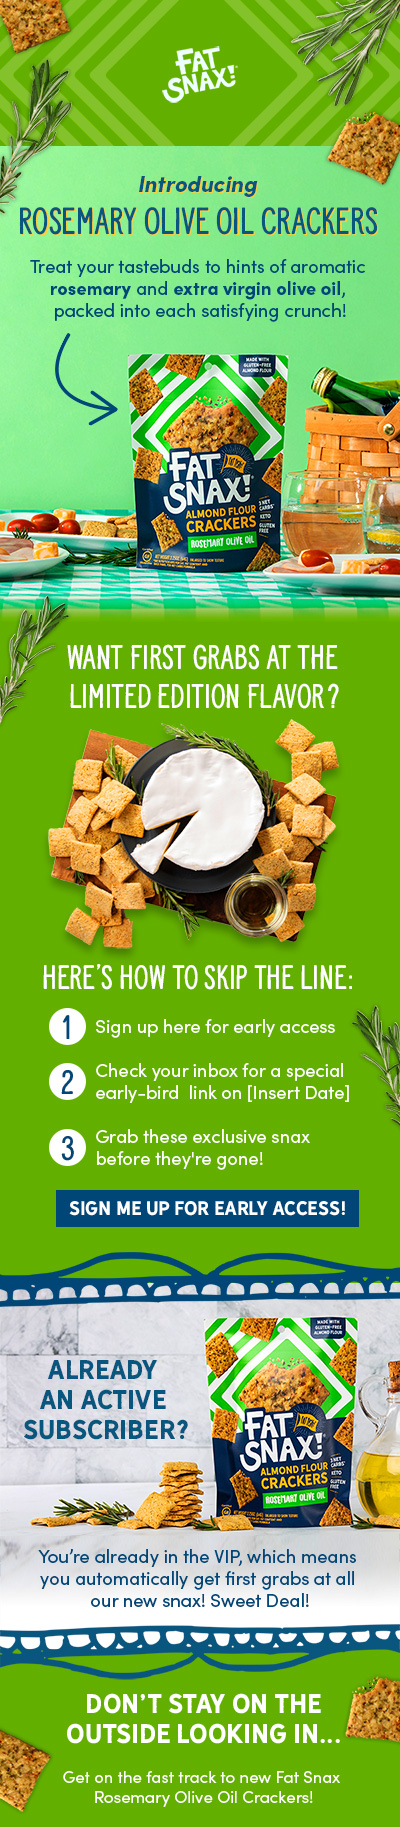 FAT
SNAX!
Introducing
ROSEMARY OLIVE OIL CRACKERS
Treat your tastebuds to hints of aromatic
rosemary and extra virgin olive oil,
packed into each satisfying crunch!
MADE WITH
GLUTEN-FREE
ALMOND FLOUR
FAT
SNAX!
ALMOND FLOUR
CRACKERS
ROSEMARY OLIVE OIL
3 NET
CARBS
KETO
GLUTEN
FREE
WANT FIRST GRABS AT THE
LIMITED EDITION FLAVOR?
HERE'S HOW TO SKIP THE LINE:
1 Sign up here for early access
2 Check your inbox for a special
early-bird link on [Insert Date]
3 Grab these exclusive snax
before they're gone!
SIGN ME UP FOR EARLY ACCESS!
ALREADY
AN ACTIVE
SUBSCRIBER?
MADE WITH
GLUTEN-FREE
ALMOND FLOUR
FAT
SNAX!
ALMOND FLOUR
CRACKERS
ROSEMARY OLIVE OIL
3 NET
CARBS
KETO
GLUTEN
FREE
You're already in the VIP, which means
you automatically get first grabs at all
our new snax! Sweet Deal!
DON'T STAY ON THE
OUTSIDE LOOKING IN...
Get on the fast track to new Fat Snax
Rosemary Olive Oil Crackers!